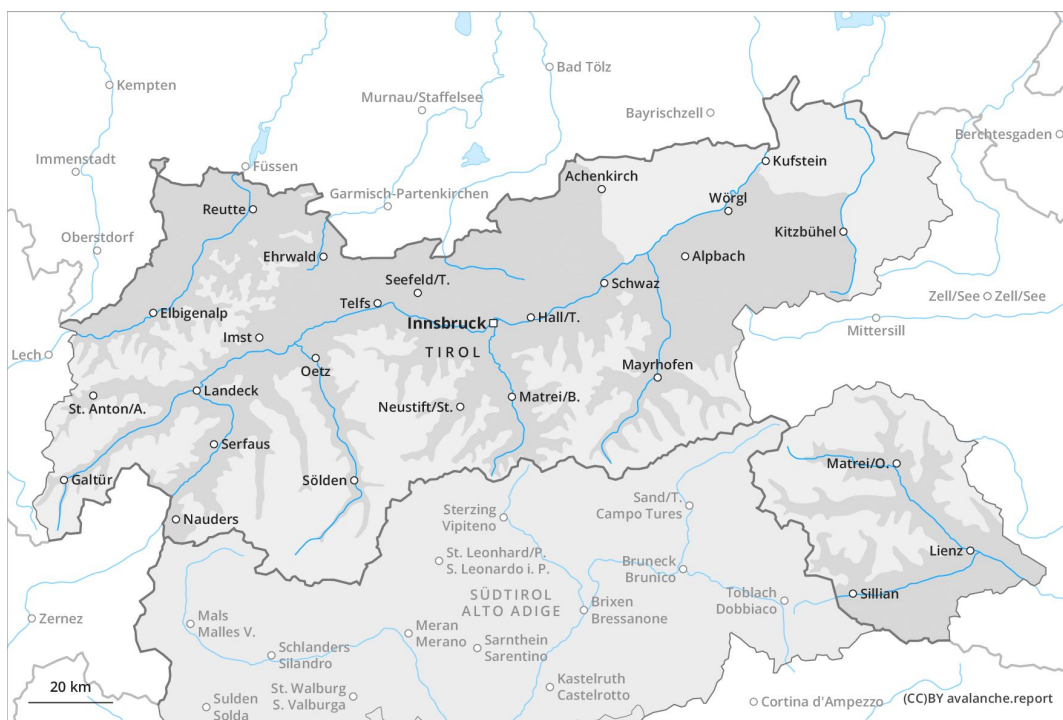 Bad Tölz
Kempten
Murnau/Staffelsee
Bayrischzell
Berchtesgaden
Immenstadt
Füssen
Kufstein
Garmisch-Partenkirchen
Achenkirch
Wörgl
Reutte
Kitzbühel
Oberstdorf
Ehrwald
Alpbach
Seefeld/T.
Schwaz
Zell/See
Zell/See
Telfs
Elbigenalp
Hall/T.
Innsbruck
Mittersill
Imst
TIROL
Lech
Oetz
Mayrhofen
Landeck
St. Anton/A.
Neustift/St.
Matrei/B.
Serfaus
Matrei/O.
Galtür
Sölden
Sand/T.
Campo Tures
Nauders
Sterzing
Vipiteno
Lienz
St. Leonhard/P.
S. Leonardo i. P.
Bruneck
Brunico
SÜDTIROL
ALTO ADIGE
Sillian
Toblach
Dobbiaco
Brixen
Bressanone
Zernez
Mals
Malles V.
Meran
Merano
Sarnthein
Sarentino
Schlanders
Silandro
Kastelruth
Castelrotto
20 km
St. Walburg
S. Valburga
Sulden
Solda
Cortina d'Ampezzo
(CC)BY avalanche.report